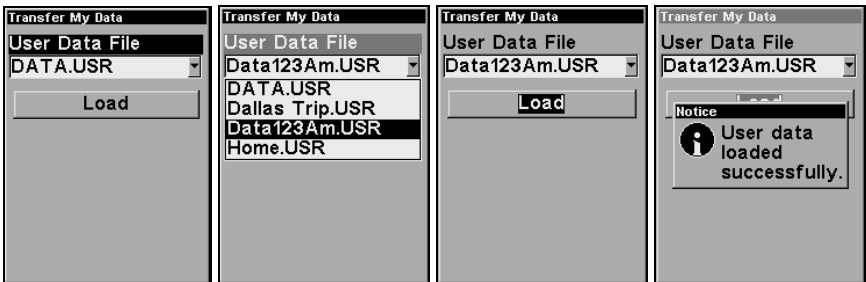 Transfer My Data
User Data File
DATA.USR
Load
Transfer My Data
User Data File
Data123Am.USR
DATA.USR
Dallas Trip.USR
Data123Am.USR
Home.USR
Transfer My Data
User Data File
Data123Am.USR
Load
Transfer My Data
User Data File
Data123Am.USR
Notice
User data
loaded
successfully.